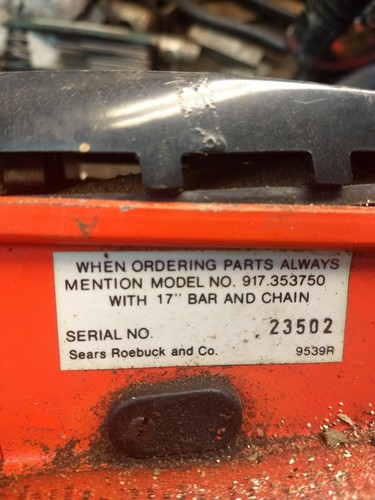 WHEN ORDERING PARTS ALWAYS
MENTION MODEL NO. 917.353750
WITH 17" BAR AND CHAIN
SERIAL NO. 23502
Sears Roebuck and Co. 9539R